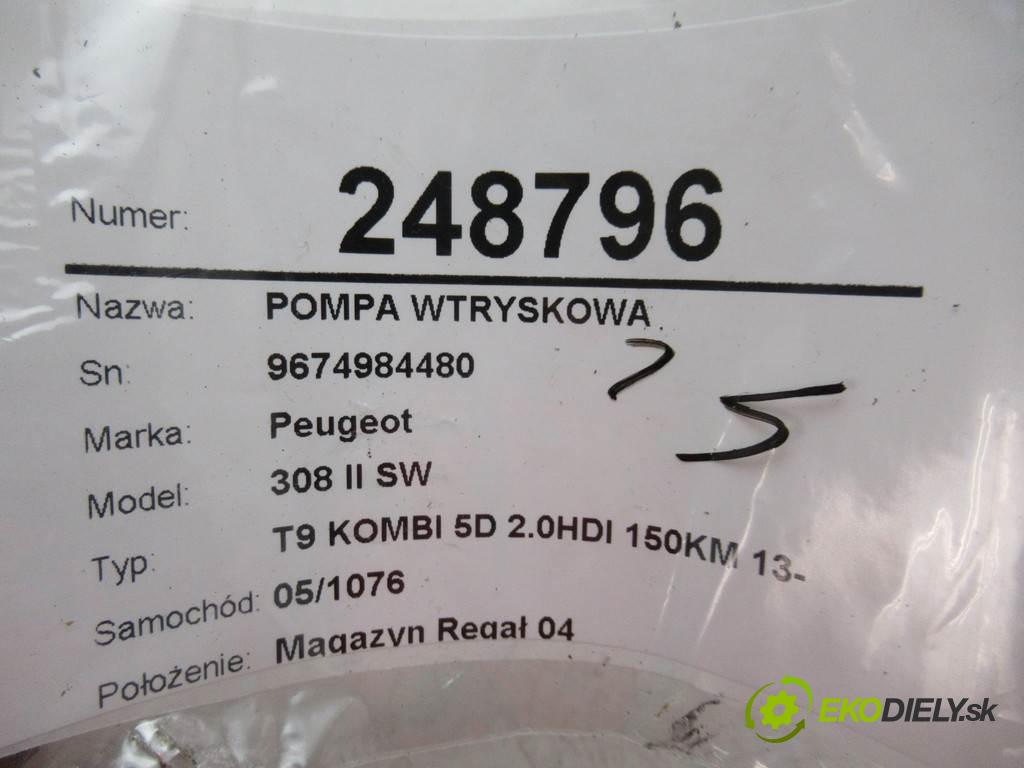 Numer: 248796
Nazwa: POMPA WTRYSKOWA
Sn: 9674984480
Marka: Peugeot
Model: 308 II SW
Typ: T9 KOMBI 5D 2.0HDI 150KM 13-
Samochód: 05/1076
Położenie: Magazyn Regał 04
75
EKODIELY.sk